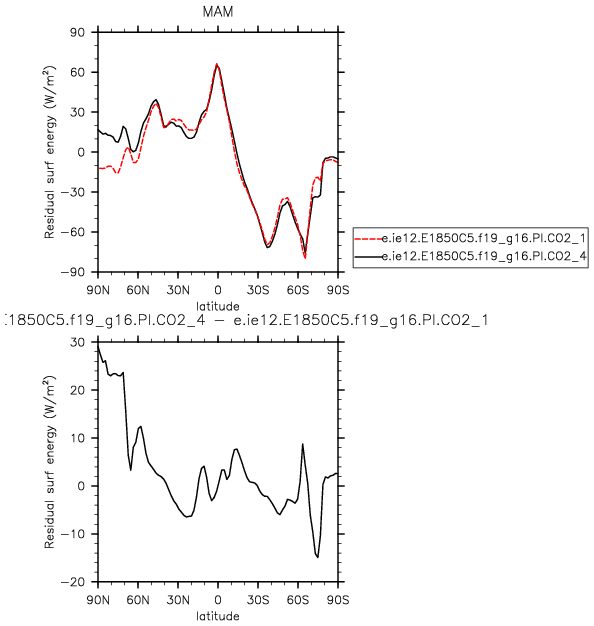 MAM
90
60
30
0
−30
−60
−90
Residual surf energy (W/m²)
90N 60N 30N 0 30S 60S 90S
latitude
e.ie12.E1850C5.f19_g16.PI.CO2_1
e.ie12.E1850C5.f19_g16.PI.CO2_4
:1850C5.f19_g16.PI.CO2_4 − e.ie12.E1850C5.f19_g16.PI.CO2_1
30
20
10
0
−10
−20
Residual surf energy (W/m²)
90N 60N 30N 0 30S 60S 90S
latitude